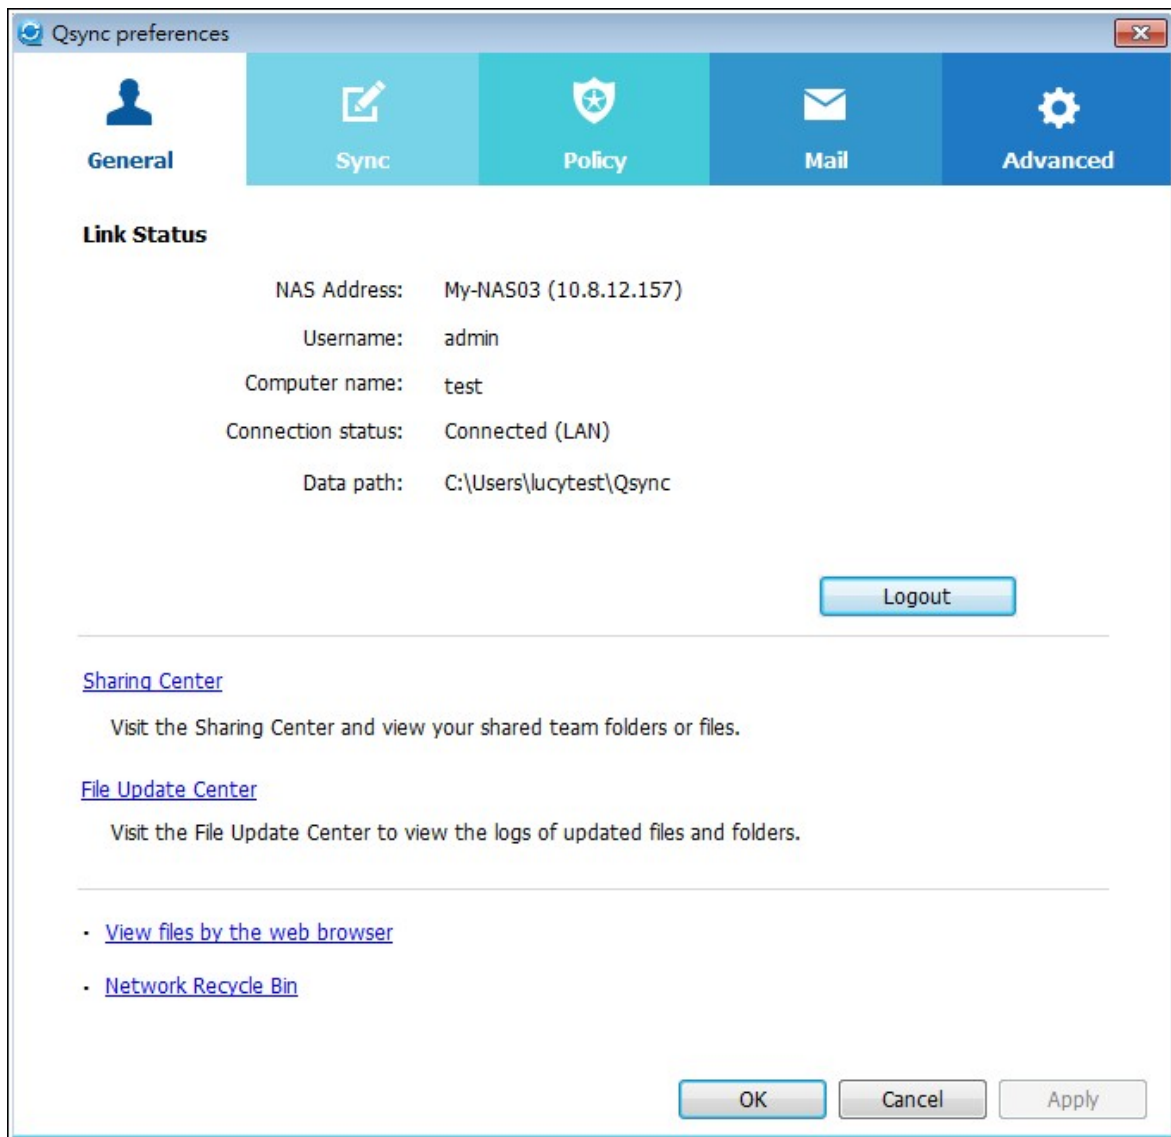 Qsync preferences
General Sync Policy Mail Advanced
Link Status
NAS Address: My-NAS03 (10.8.12.157)
Username: admin
Computer name: test
Connection status: Connected (LAN)
Data path: C:\Users\lucytest\Qsync
Logout
Sharing Center
Visit the Sharing Center and view your shared team folders or files.
File Update Center
Visit the File Update Center to view the logs of updated files and folders.
· View files by the web browser
· Network Recycle Bin
OK Cancel Apply